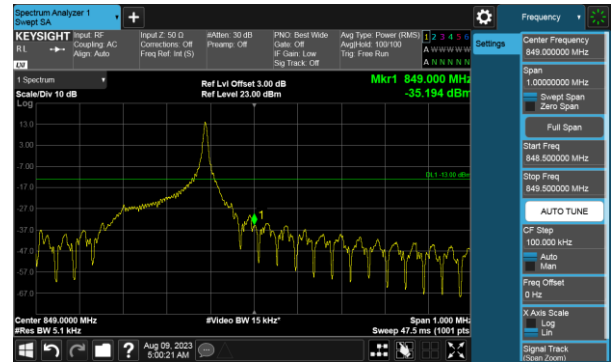 Spectrum Analyzer 1
Swept SA
Frequency
KEYSIGHT
Input: RF
Coupling: AC
Align: Auto
Input Z: 50 Ω
Corrections: Off
Freq Ref: Int (S)
#Atten: 30 dB
Preamp: Off
PNO: Best Wide
Gate: Off
IF Gain: Low
Sig Track: Off
Avg Type: Power (RMS)
Avg|Hold: 100/100
Trig: Free Run
1 2 3 4 5 6
A W W W W W
A N N N N N
RL
LXI
1 Spectrum
Scale/Div 10 dB
Log
Ref Lvl Offset 3.00 dB
Ref Level 23.00 dBm
Mkr1 849.000 MHz
-35.194 dBm
13.0
3.00
-7.00
-17.0
-27.0
-37.0
-47.0
-57.0
-67.0
DL1 -13.00 dBm
1
Center 849.0000 MHz
#Res BW 5.1 kHz
#Video BW 15 kHz*
Span 1.000 MHz
Sweep 47.5 ms (1001 pts)
Aug 09, 2023
5:00:21 AM
Settings
Center Frequency
849.000000 MHz
Span
1.00000000 MHz
Swept Span
Zero Span
Full Span
Start Freq
848.500000 MHz
Stop Freq
849.500000 MHz
AUTO TUNE
CF Step
100.000 kHz
Auto
Man
Freq Offset
0 Hz
X Axis Scale
Log
Lin
Signal Track
(Span Zoom)